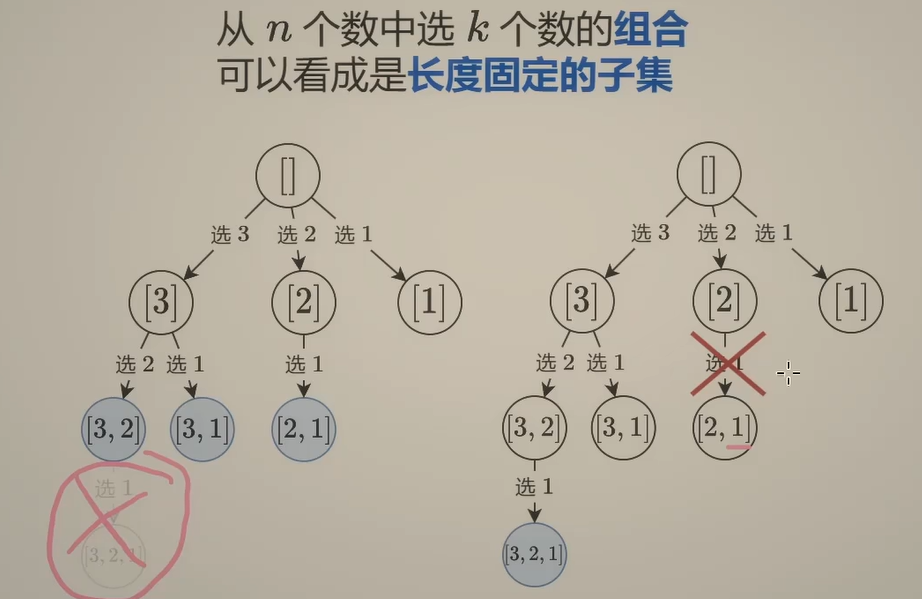 从 n 个数中选 k 个数的组合
可以看成是长度固定的子集
[]
[]
选 3
选 2
选 1
选 3
选 2
选 1
[3]
[2]
[1]
[3]
[2]
[1]
选 2
选 1
选 1
选 2
选 1
选 1
[3, 2]
[3, 1]
[2, 1]
[3, 2]
[3, 1]
[2, 1]
选 1
选 1
[3, 2, 1]
[3, 2, 1]